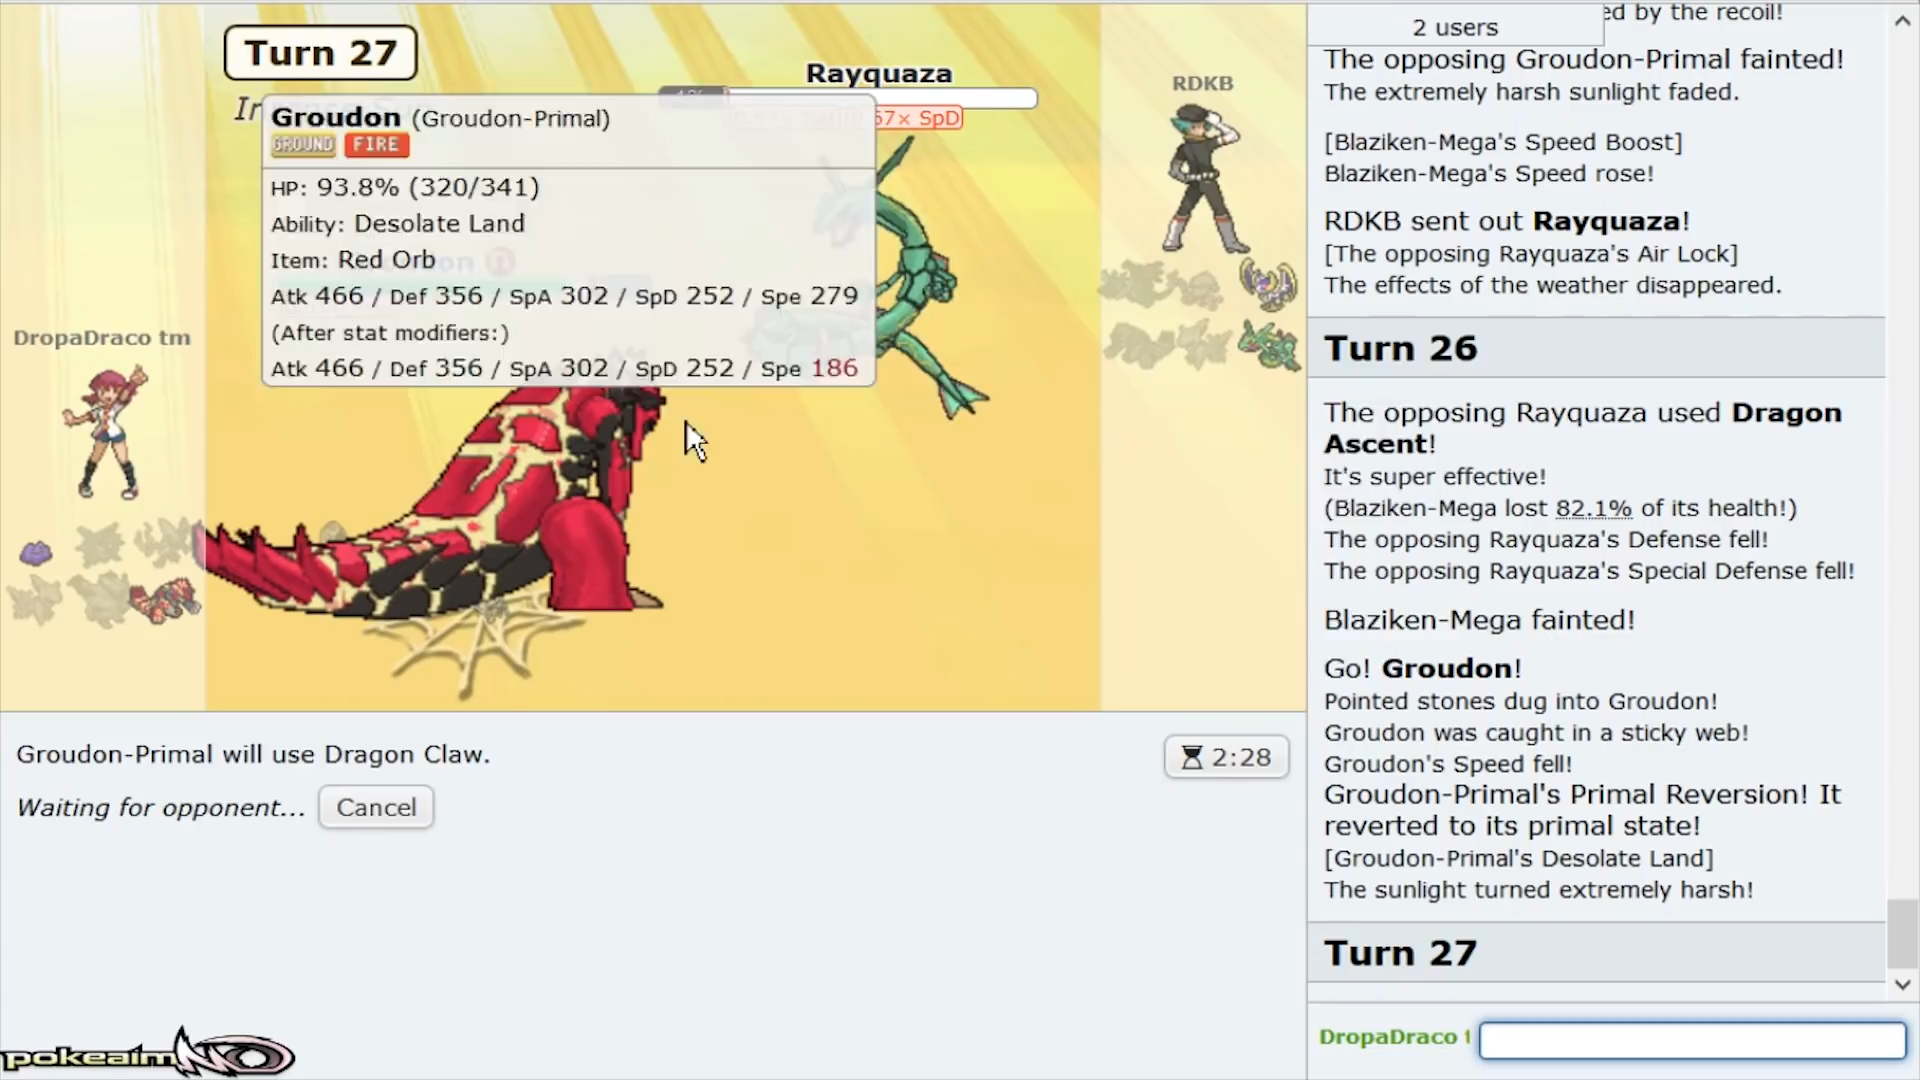 Turn 27
Rayquaza
67x SpD
Groudon (Groudon-Primal)
GROUND FIRE
HP: 93.8% (320/341)
Ability: Desolate Land
Item: Red Orb
Atk 466 / Def 356 / SpA 302 / SpD 252 / Spe 279
(After stat modifiers:)
Atk 466 / Def 356 / SpA 302 / SpD 252 / Spe 186
DropaDraco tm
RDKB
Groudon-Primal will use Dragon Claw.
2:28
Waiting for opponent...
Cancel
pokeaimMD
2 users
ed by the recoil!
The opposing Groudon-Primal fainted!
The extremely harsh sunlight faded.
[Blaziken-Mega's Speed Boost]
Blaziken-Mega's Speed rose!
RDKB sent out Rayquaza!
[The opposing Rayquaza's Air Lock]
The effects of the weather disappeared.
Turn 26
The opposing Rayquaza used Dragon
Ascent!
It's super effective!
(Blaziken-Mega lost 82.1% of its health!)
The opposing Rayquaza's Defense fell!
The opposing Rayquaza's Special Defense fell!
Blaziken-Mega fainted!
Go! Groudon!
Pointed stones dug into Groudon!
Groudon was caught in a sticky web!
Groudon's Speed fell!
Groudon-Primal's Primal Reversion! It
reverted to its primal state!
[Groudon-Primal's Desolate Land]
The sunlight turned extremely harsh!
Turn 27
DropaDraco t